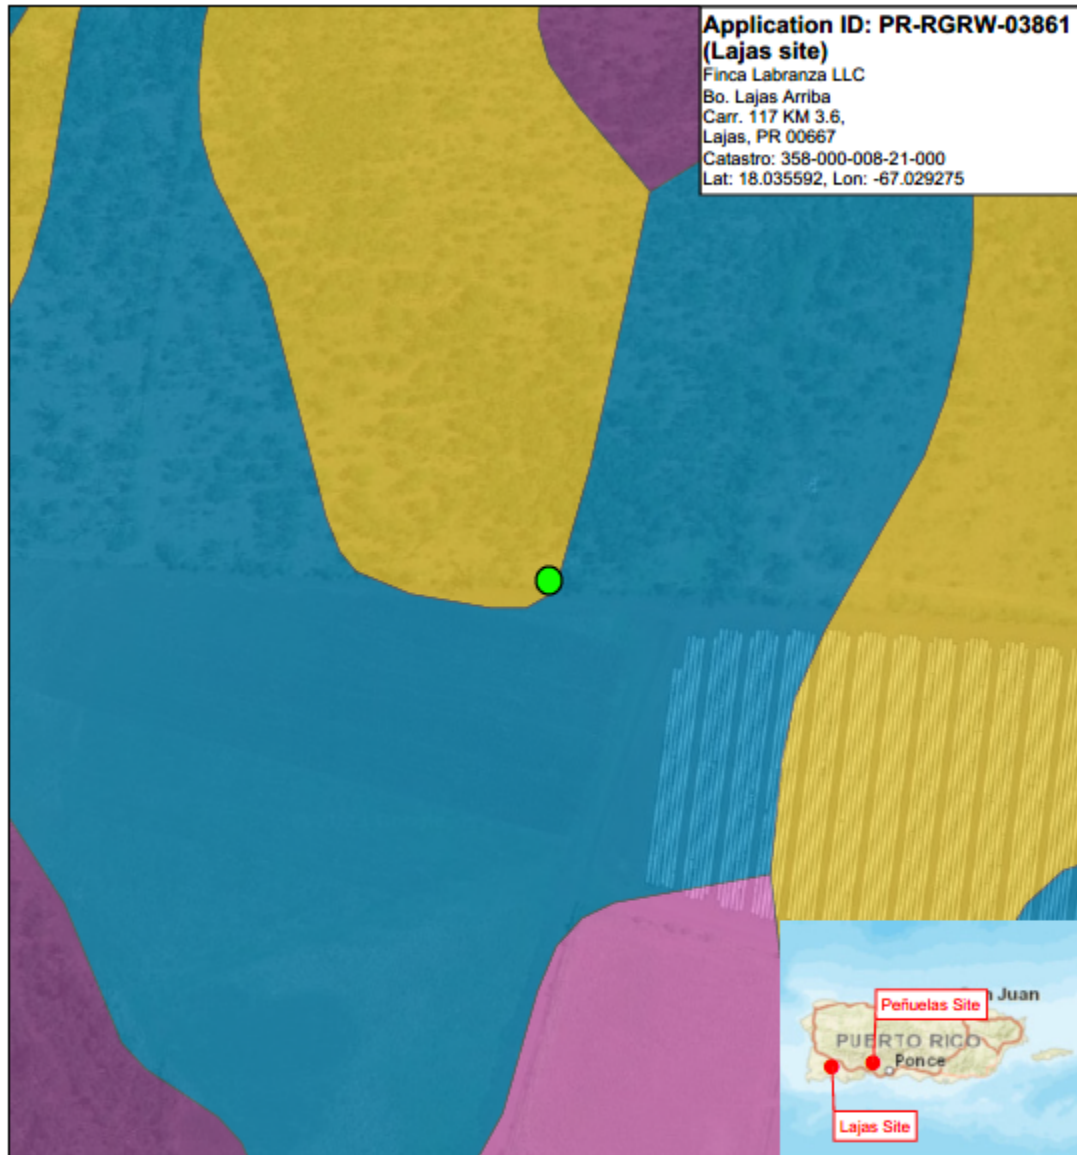 Application ID: PR-RGRW-03861
(Lajas site)
Finca Labranza LLC
Bo. Lajas Arriba
Carr. 117 KM 3.6,
Lajas, PR 00667
Catastro: 358-000-008-21-000
Lat: 18.035592, Lon: -67.029275
Juan
Peñuelas Site
PUERTO RICO
Ponce
Lajas Site